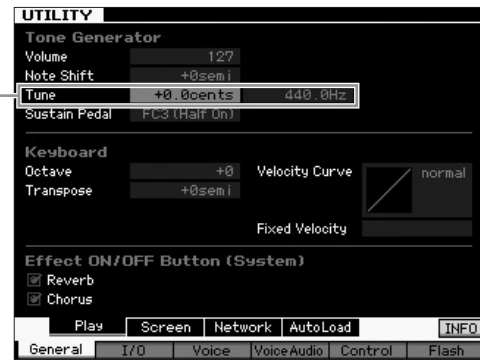 UTILITY
Tone Generator
Volume 127
Note Shift +0semi
Tune +0.0cents 440.0Hz
Sustain Pedal FC3(Half On)
Keyboard
Octave +0 Velocity Curve normal
Transpose +0semi
Fixed Velocity
Effect ON/OFF Button (System)
Reverb
Chorus
Play Screen Network AutoLoad INFO
General I/O Voice VoiceAudio Control Flash